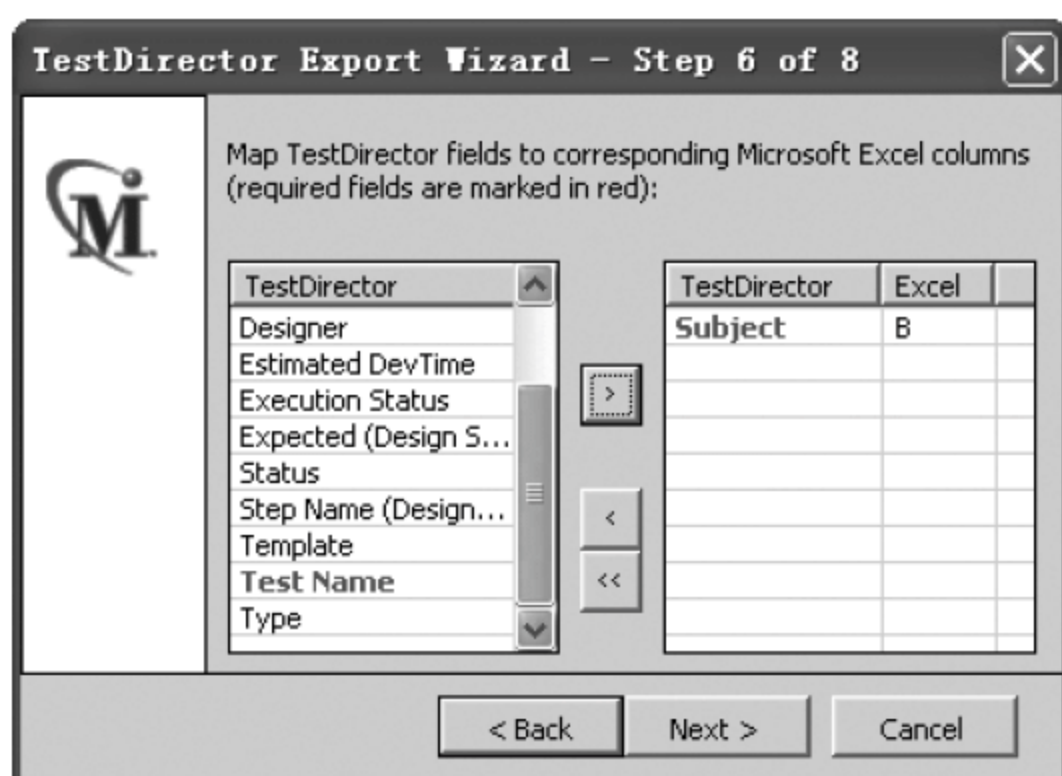 TestDirector Export Wizard - Step 6 of 8
M.
Map TestDirector fields to corresponding Microsoft Excel columns
(required fields are marked in red):
TestDirector
Designer
Estimated DevTime
Execution Status
Expected (Design S...
Status
Step Name (Design...
Template
Test Name
Type
>
<
<<
TestDirector Excel
Subject B
< Back Next > Cancel